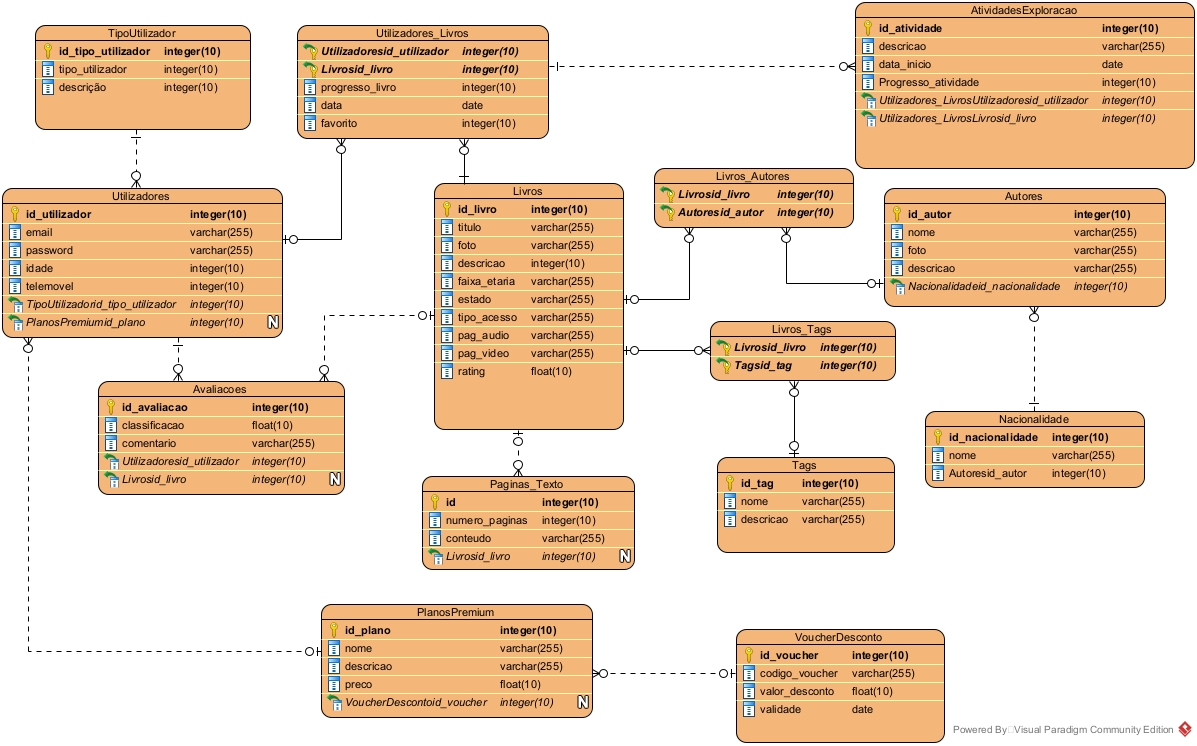 TipoUtilizador
id_tipo_utilizador integer(10)
tipo_utilizador integer(10)
descrição integer(10)
Utilizadores_Livros
Utilizadoresid_utilizador integer(10)
Livrosid_livro integer(10)
progresso_livro integer(10)
data date
favorito integer(10)
AtividadesExploracao
id_atividade integer(10)
descricao varchar(255)
data_inicio date
Progresso_atividade integer(10)
Utilizadores_LivrosUtilizadoresid_utilizador integer(10)
Utilizadores_LivrosLivrosid_livro integer(10)
Utilizadores
id_utilizador integer(10)
email varchar(255)
password varchar(255)
idade integer(10)
telemovel integer(10)
TipoUtilizadorid_tipo_utilizador integer(10)
PlanosPremiumid_plano integer(10) N
Livros
id_livro integer(10)
titulo varchar(255)
foto varchar(255)
descricao integer(10)
faixa_etaria varchar(255)
estado varchar(255)
tipo_acesso varchar(255)
pag_audio varchar(255)
pag_video varchar(255)
rating float(10)
Livros_Autores
Livrosid_livro integer(10)
Autoresid_autor integer(10)
Autores
id_autor integer(10)
nome varchar(255)
foto varchar(255)
descricao varchar(255)
Nacionalidadeid_nacionalidade integer(10)
Livros_Tags
Livrosid_livro integer(10)
Tagsid_tag integer(10)
Avaliacoes
id_avaliacao integer(10)
classificacao float(10)
comentario varchar(255)
Utilizadoresid_utilizador integer(10)
Livrosid_livro integer(10) N
Nacionalidade
id_nacionalidade integer(10)
nome varchar(255)
Autoresid_autor integer(10)
Tags
id_tag integer(10)
nome varchar(255)
descricao varchar(255)
Paginas_Texto
id integer(10)
numero_paginas integer(10)
conteudo varchar(255)
Livrosid_livro integer(10) N
PlanosPremium
id_plano integer(10)
nome varchar(255)
descricao varchar(255)
preco float(10)
VoucherDescontoid_voucher integer(10) N
VoucherDesconto
id_voucher integer(10)
codigo_voucher varchar(255)
valor_desconto float(10)
validade date
Powered By Visual Paradigm Community Edition